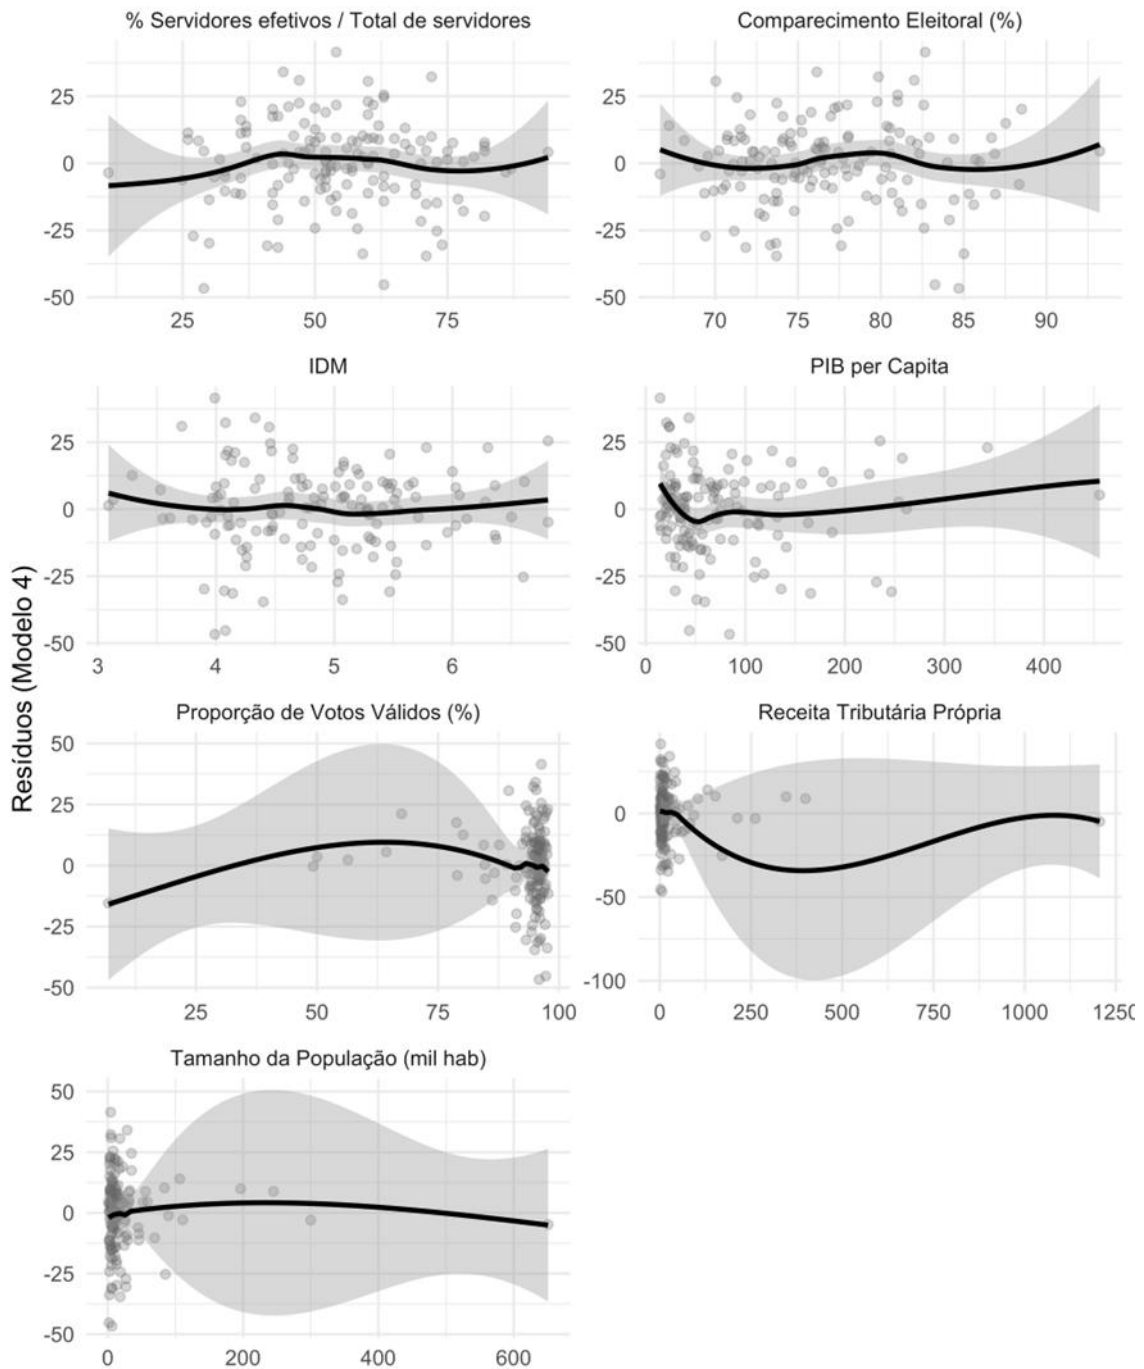 % Servidores efetivos / Total de servidores
Comparecimento Eleitoral (%)
25
0
-25
-50
25 50 75
70 75 80 85 90
IDM
PIB per Capita
25
0
-25
-50
25
0
-25
-50
3 4 5 6
0 100 200 300 400
Resíduos (Modelo 4)
Proporção de Votos Válidos (%)
Receita Tributária Própria
50
25
0
-25
-50
0
-50
-100
25 50 75 100
0 250 500 750 1000 1250
Tamanho da População (mil hab)
50
25
0
-25
-50
0 200 400 600